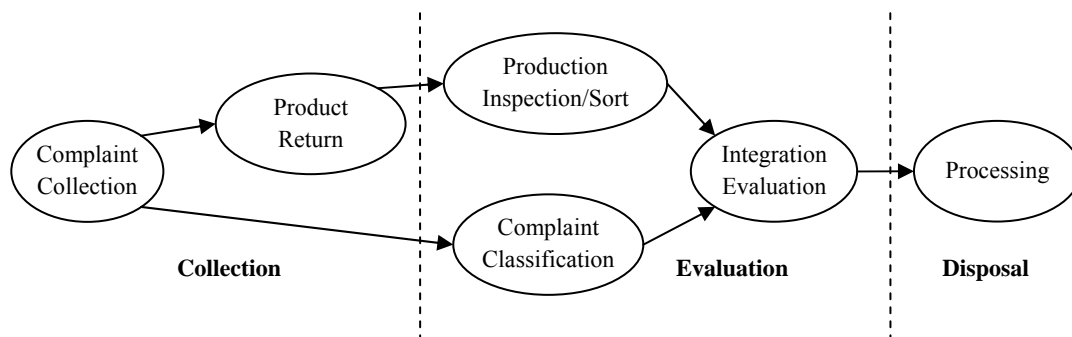 Complaint
Collection
Product
Return
Production
Inspection/Sort
Complaint
Classification
Integration
Evaluation
Processing
Collection
Evaluation
Disposal